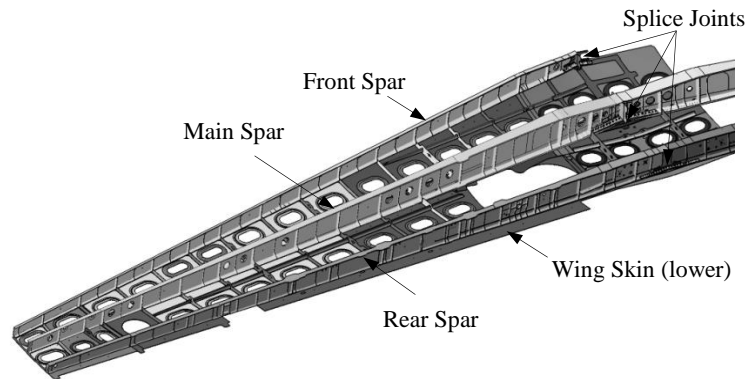 Splice Joints
Front Spar
Main Spar
Wing Skin (lower)
Rear Spar